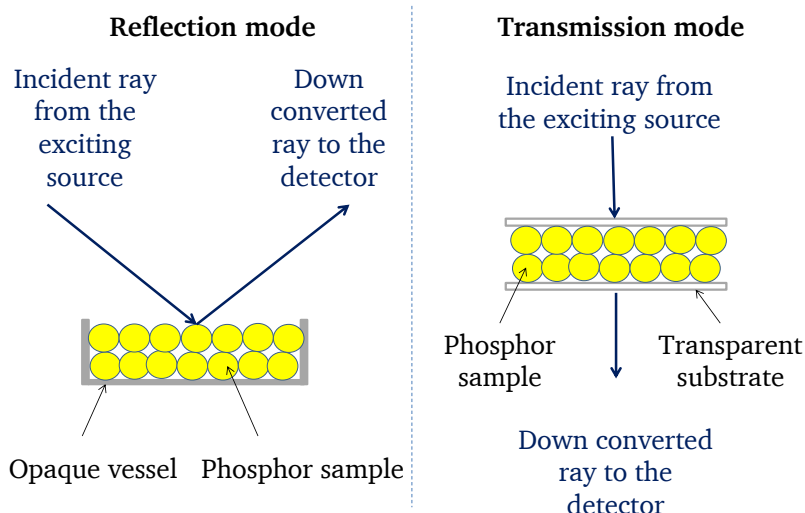 Reflection mode
Incident ray
from the
exciting
source
Down
converted
ray to the
detector
Opaque vessel
Phosphor sample
Transmission mode
Incident ray from
the exciting source
Phosphor
sample
Transparent
substrate
Down converted
ray to the
detector